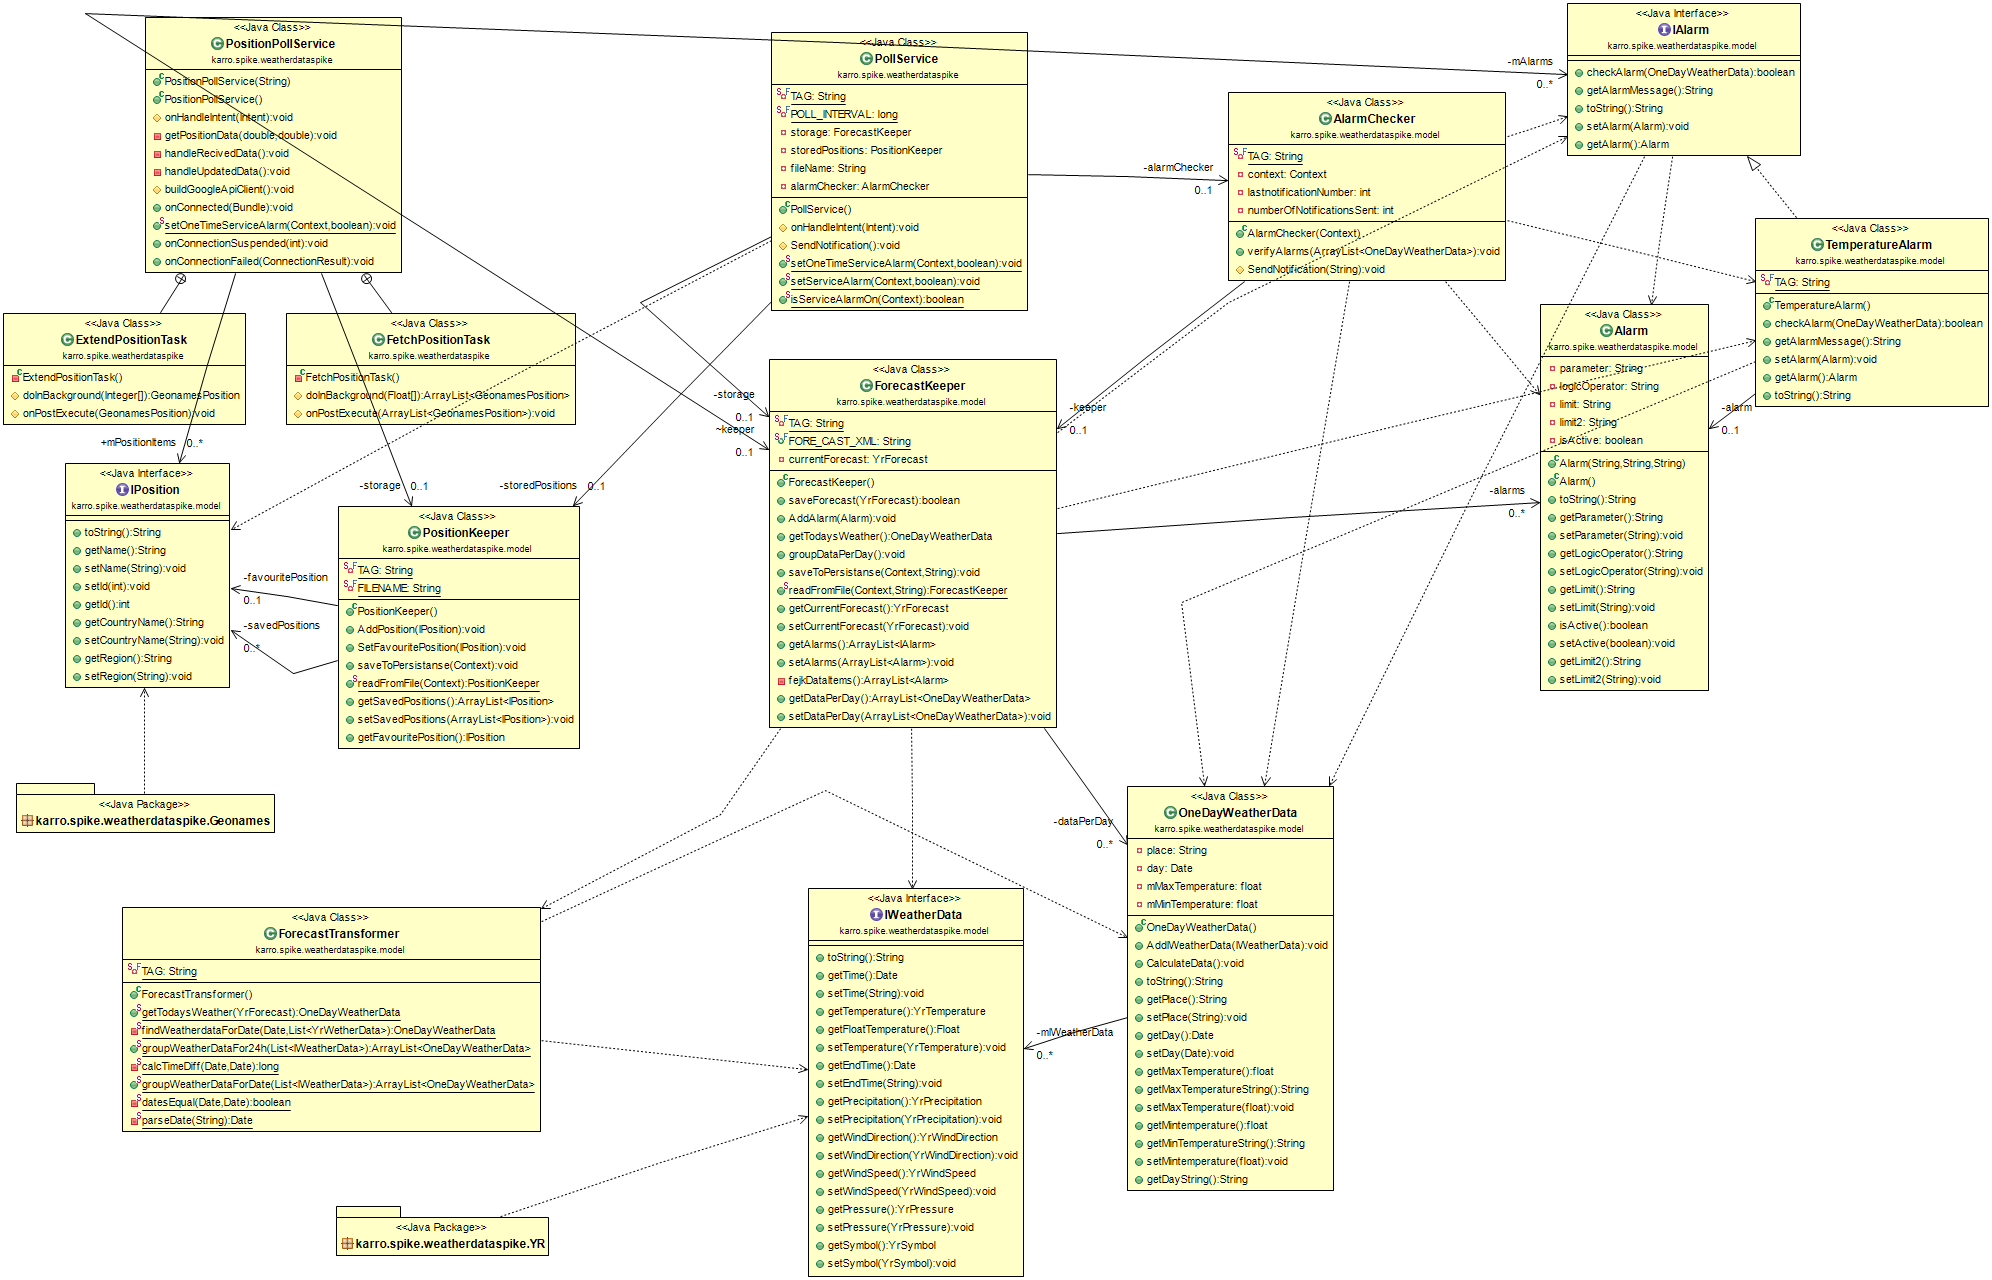 <<Java Class>>
PositionPollService
karro.spike.weatherdataspike
PositionPollService(String)
PositionPollService()
onHandleIntent(Intent):void
getPositionData(double,double):void
handleRecivedData():void
handleUpdatedData():void
buildGoogleApiClient():void
onConnected(Bundle):void
setOneTimeServiceAlarm(Context,boolean):void
onConnectionSuspended(int):void
onConnectionFailed(ConnectionResult):void
<<Java Class>>
PollService
karro.spike.weatherdataspike
TAG: String
POLL_INTERVAL: long
storage: ForecastKeeper
storedPositions: PositionKeeper
fileName: String
alarmChecker: AlarmChecker
PollService()
onHandleIntent(Intent):void
SendNotification():void
setOneTimeServiceAlarm(Context,boolean):void
setServiceAlarm(Context,boolean):void
isServiceAlarmOn(Context):boolean
-alarmChecker
0..1
<<Java Class>>
AlarmChecker
karro.spike.weatherdataspike.model
TAG: String
context: Context
lastnotificationNumber: int
numberOfNotificationsSent: int
AlarmChecker(Context)
verifyAlarms(ArrayList<OneDayWeatherData>):void
SendNotification(String):void
-mAlarms
0..*
<<Java Interface>>
IAlarm
karro.spike.weatherdataspike.model
checkAlarm(OneDayWeatherData):boolean
getAlarmMessage():String
toString():String
setAlarm(Alarm):void
getAlarm():Alarm
<<Java Class>>
TemperatureAlarm
karro.spike.weatherdataspike.model
TAG: String
TemperatureAlarm()
checkAlarm(OneDayWeatherData):boolean
getAlarmMessage():String
setAlarm(Alarm):void
getAlarm():Alarm
toString():String
-alarm
0..1
<<Java Class>>
ExtendPositionTask
karro.spike.weatherdataspike
ExtendPositionTask()
doInBackground(Integer[]):GeonamesPosition
onPostExecute(GeonamesPosition):void
<<Java Class>>
FetchPositionTask
karro.spike.weatherdataspike
FetchPositionTask()
doInBackground(Float[]):ArrayList<GeonamesPosition>
onPostExecute(ArrayList<GeonamesPosition>):void
+mPositionItems
0..*
-storage
0..1
-storedPositions
0..1
-storage
0..1
~keeper
0..1
-keeper
0..1
<<Java Class>>
ForecastKeeper
karro.spike.weatherdataspike.model
TAG: String
FORE_CAST_XML: String
currentForecast: YrForecast
ForecastKeeper()
saveForecast(YrForecast):boolean
AddAlarm(Alarm):void
getTodaysWeather():OneDayWeatherData
groupDataPerDay():void
saveToPersistanse(Context,String):void
readFromFile(Context,String):ForecastKeeper
getCurrentForecast():YrForecast
setCurrentForecast(YrForecast):void
getAlarms():ArrayList<IAlarm>
setAlarms(ArrayList<Alarm>):void
fejkDataItems():ArrayList<Alarm>
getDataPerDay():ArrayList<OneDayWeatherData>
setDataPerDay(ArrayList<OneDayWeatherData>):void
-alarms
0..*
<<Java Class>>
Alarm
karro.spike.weatherdataspike.model
parameter: String
logicOperator: String
limit: String
limit2: String
isActive: boolean
Alarm(String,String,String)
Alarm()
toString():String
getParameter():String
setParameter(String):void
getLogicOperator():String
setLogicOperator(String):void
getLimit():String
setLimit(String):void
isActive():boolean
setActive(boolean):void
getLimit2():String
setLimit2(String):void
<<Java Interface>>
IPosition
karro.spike.weatherdataspike.model
toString():String
getName():String
setName(String):void
setId(int):void
getId():int
getCountryName():String
setCountryName(String):void
getRegion():String
setRegion(String):void
-favouritePosition
0..1
-savedPositions
0..*
<<Java Class>>
PositionKeeper
karro.spike.weatherdataspike.model
TAG: String
FILENAME: String
PositionKeeper()
AddPosition(IPosition):void
SetFavouritePosition(IPosition):void
saveToPersistanse(Context):void
readFromFile(Context):PositionKeeper
getSavedPositions():ArrayList<IPosition>
setSavedPositions(ArrayList<IPosition>):void
getFavouritePosition():IPosition
<<Java Package>>
karro.spike.weatherdataspike.Geonames
-dataPerDay
0..*
<<Java Class>>
OneDayWeatherData
karro.spike.weatherdataspike.model
place: String
day: Date
mMaxTemperature: float
mMinTemperature: float
OneDayWeatherData()
AddIWeatherData(IWeatherData):void
CalculateData():void
toString():String
getPlace():String
setPlace(String):void
getDay():Date
setDay(Date):void
getMaxTemperature():float
getMaxTemperatureString():String
setMaxTemperature(float):void
getMintemperature():float
getMinTemperatureString():String
setMintemperature(float):void
getDayString():String
-mIWeatherData
0..*
<<Java Class>>
ForecastTransformer
karro.spike.weatherdataspike.model
TAG: String
ForecastTransformer()
getTodaysWeather(YrForecast):OneDayWeatherData
findWeatherdataForDate(Date,List<YrWetherData>):OneDayWeatherData
groupWeatherDataFor24h(List<IWeatherData>):ArrayList<OneDayWeatherData>
calcTimeDiff(Date,Date):long
groupWeatherDataForDate(List<IWeatherData>):ArrayList<OneDayWeatherData>
datesEqual(Date,Date):boolean
parseDate(String):Date
<<Java Interface>>
IWeatherData
karro.spike.weatherdataspike.model
toString():String
getTime():Date
setTime(String):void
getTemperature():YrTemperature
getFloatTemperature():Float
setTemperature(YrTemperature):void
getEndTime():Date
setEndTime(String):void
getPrecipitation():YrPrecipitation
setPrecipitation(YrPrecipitation):void
getWindDirection():YrWindDirection
setWindDirection(YrWindDirection):void
getWindSpeed():YrWindSpeed
setWindSpeed(YrWindSpeed):void
getPressure():YrPressure
setPressure(YrPressure):void
getSymbol():YrSymbol
setSymbol(YrSymbol):void
<<Java Package>>
karro.spike.weatherdataspike.YR